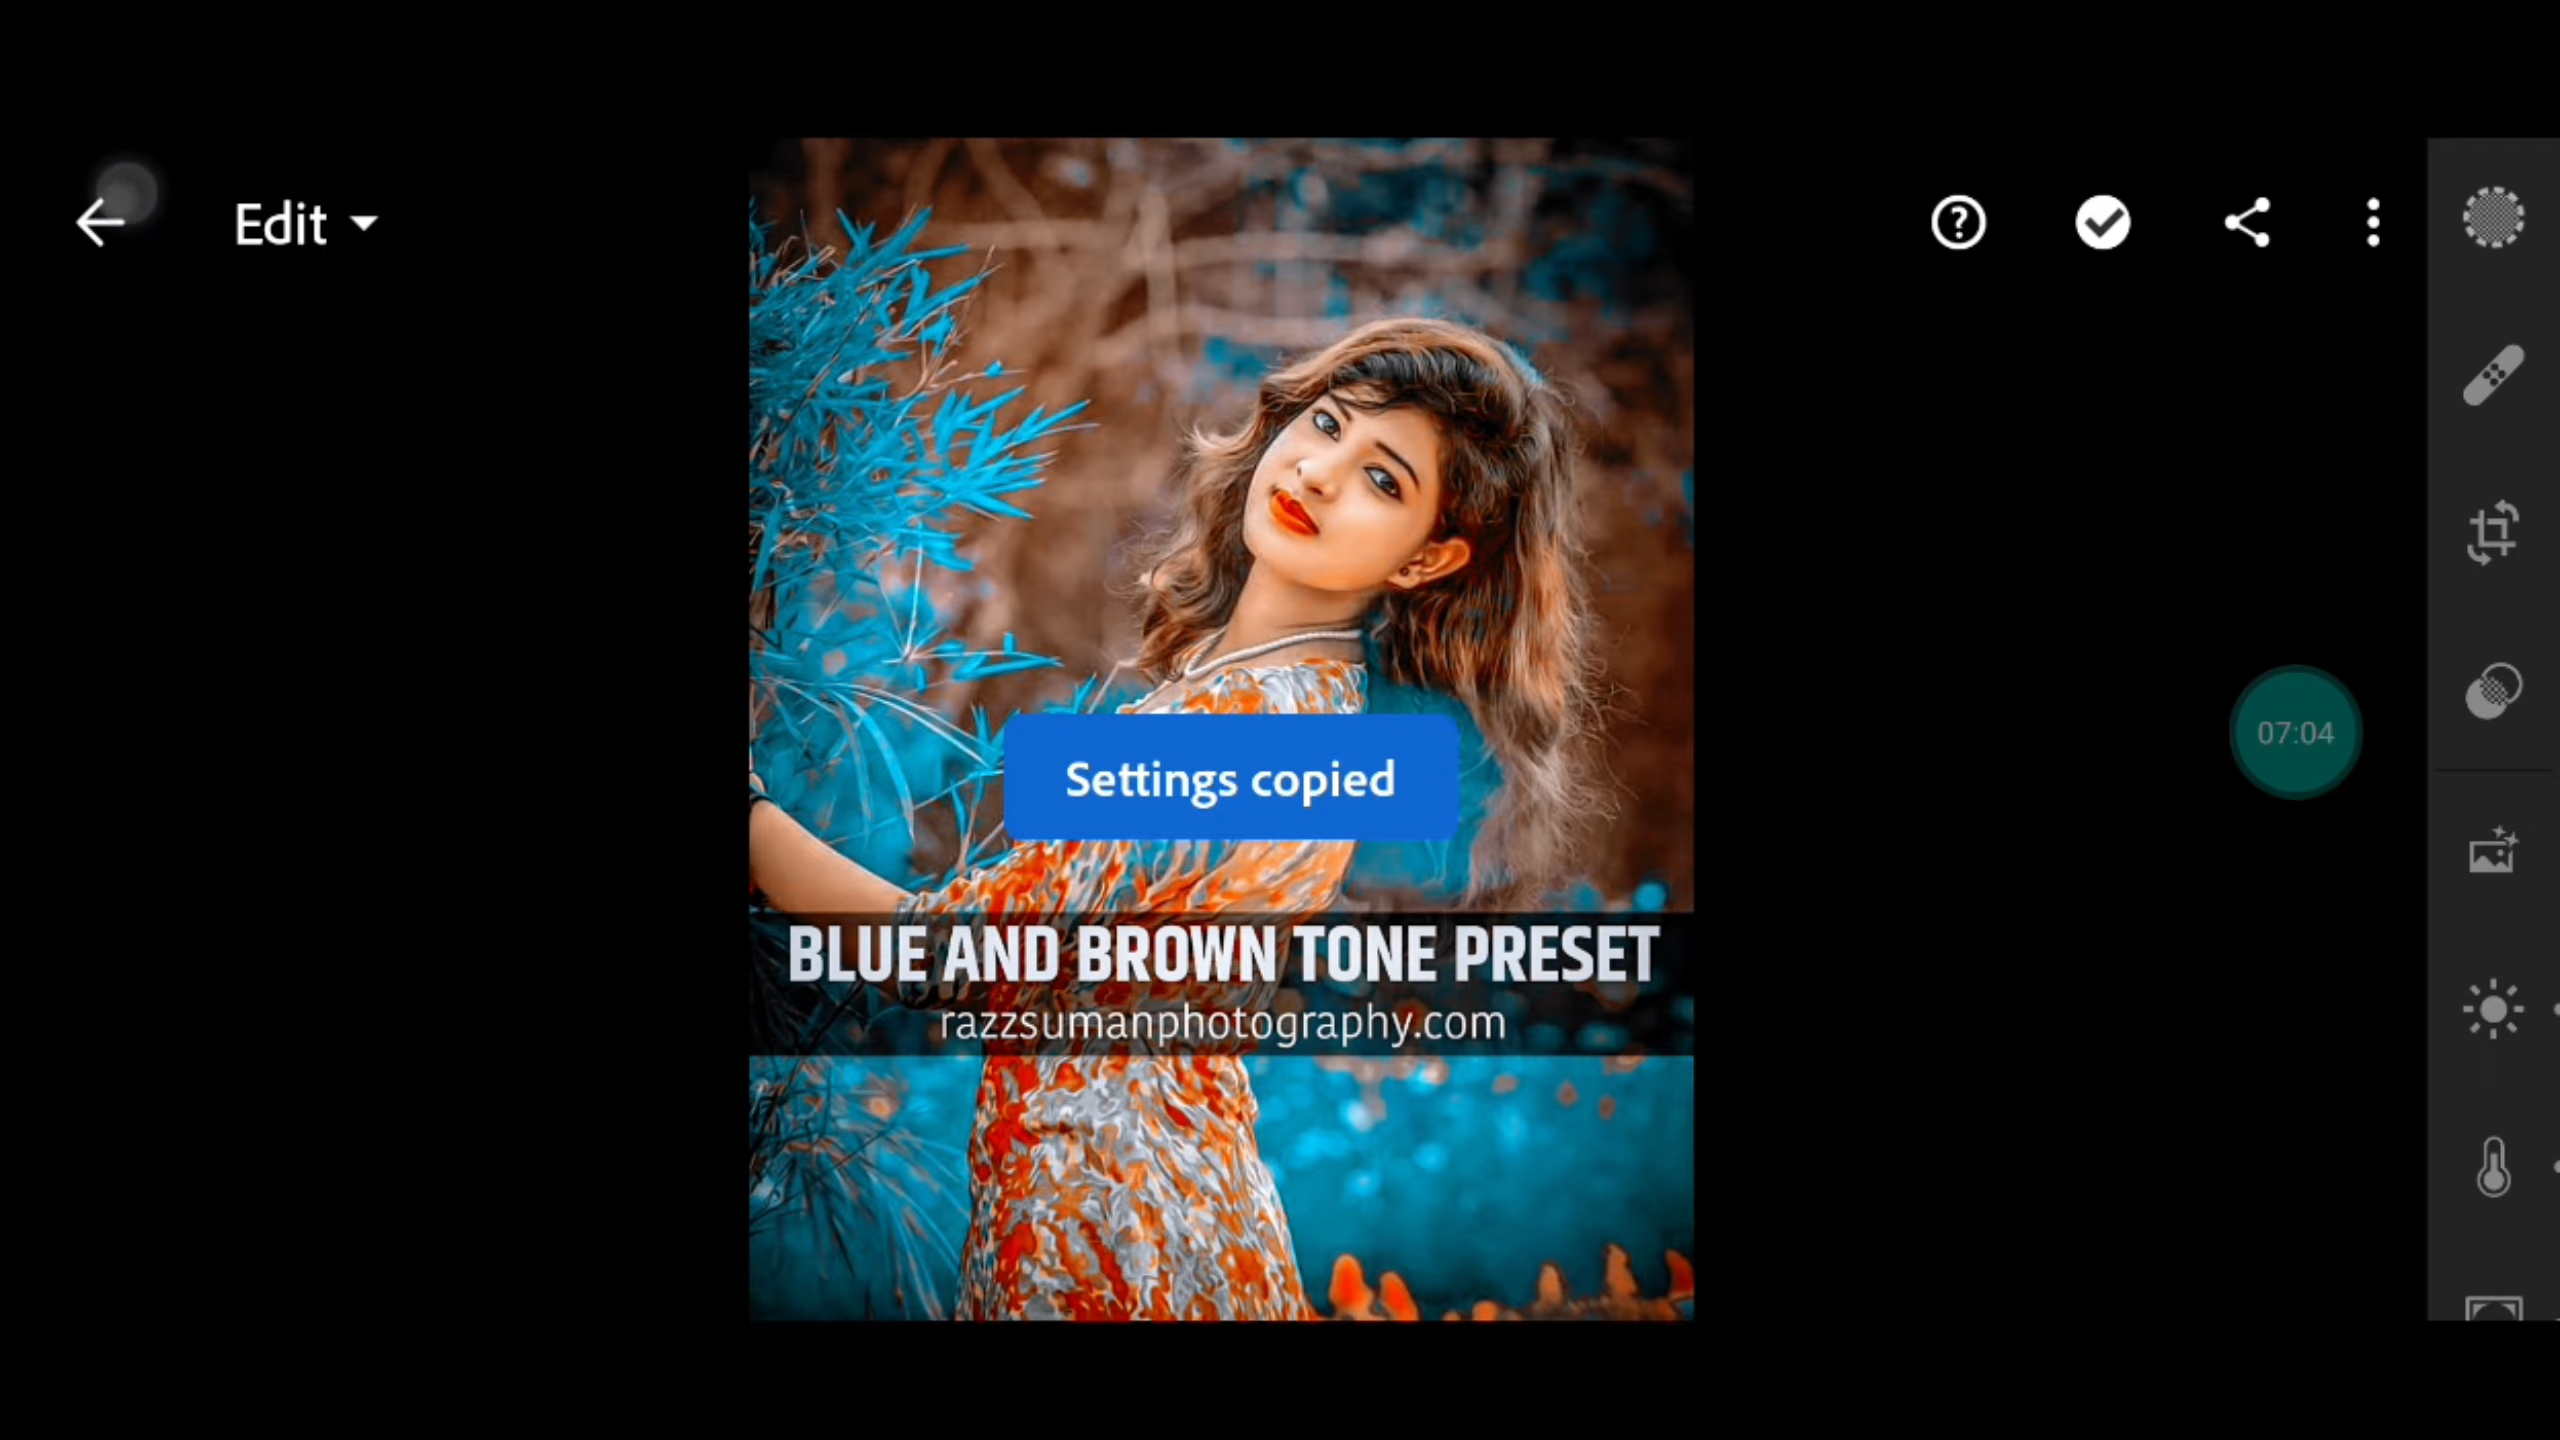 Edit
07:04
Settings copied
BLUE AND BROWN TONE PRESET
razzsumanphotography.com